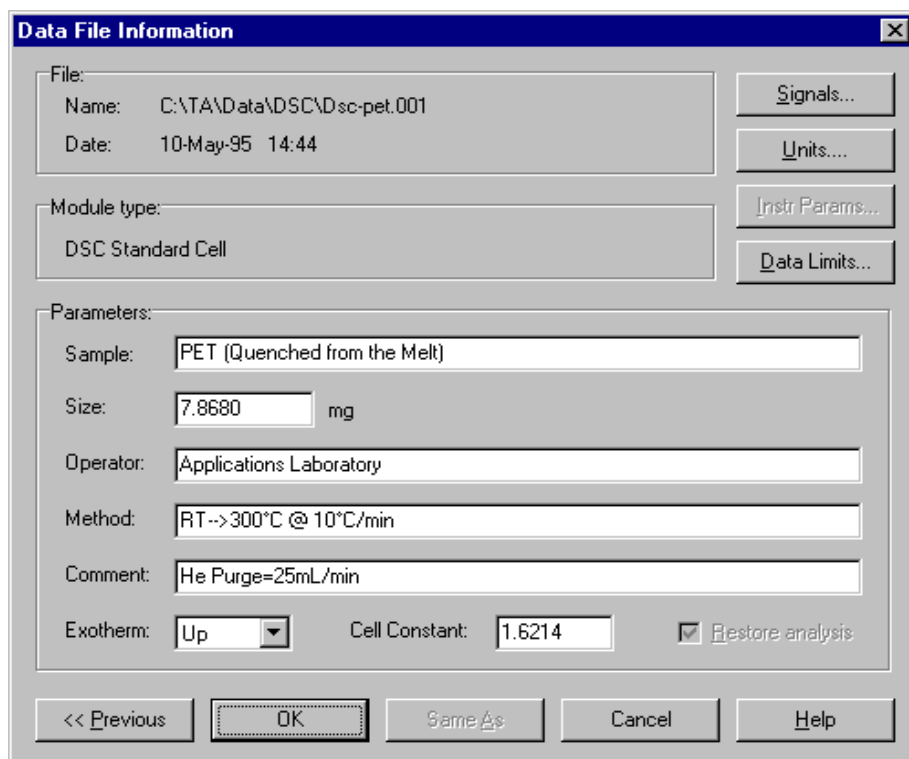 Data File Information
File:
Name: C:\TA\Data\DSC\Dsc-pet.001
Date: 10-May-95 14:44
Signals...
Units....
Instr Params...
Data Limits...
Module type:
DSC Standard Cell
Parameters:
Sample: PET (Quenched from the Melt)
Size: 7.8680 mg
Operator: Applications Laboratory
Method: RT-->300°C @ 10°C/min
Comment: He Purge=25mL/min
Exotherm: Up Cell Constant: 1.6214 Restore analysis
<< Previous OK Same As Cancel Help